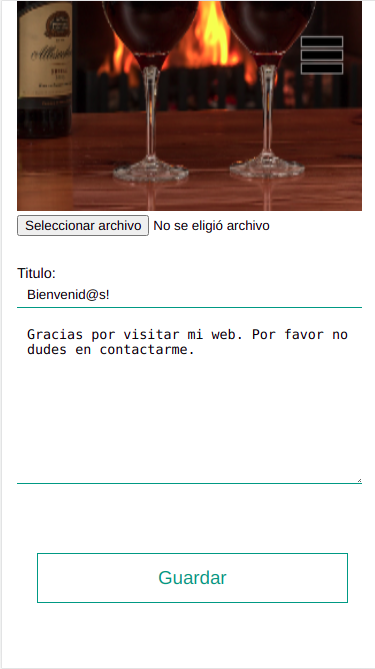 Seleccionar archivo No se eligió archivo
Titulo:
Bienvenid@s!
Gracias por visitar mi web. Por favor no
dudes en contactarme.
Guardar